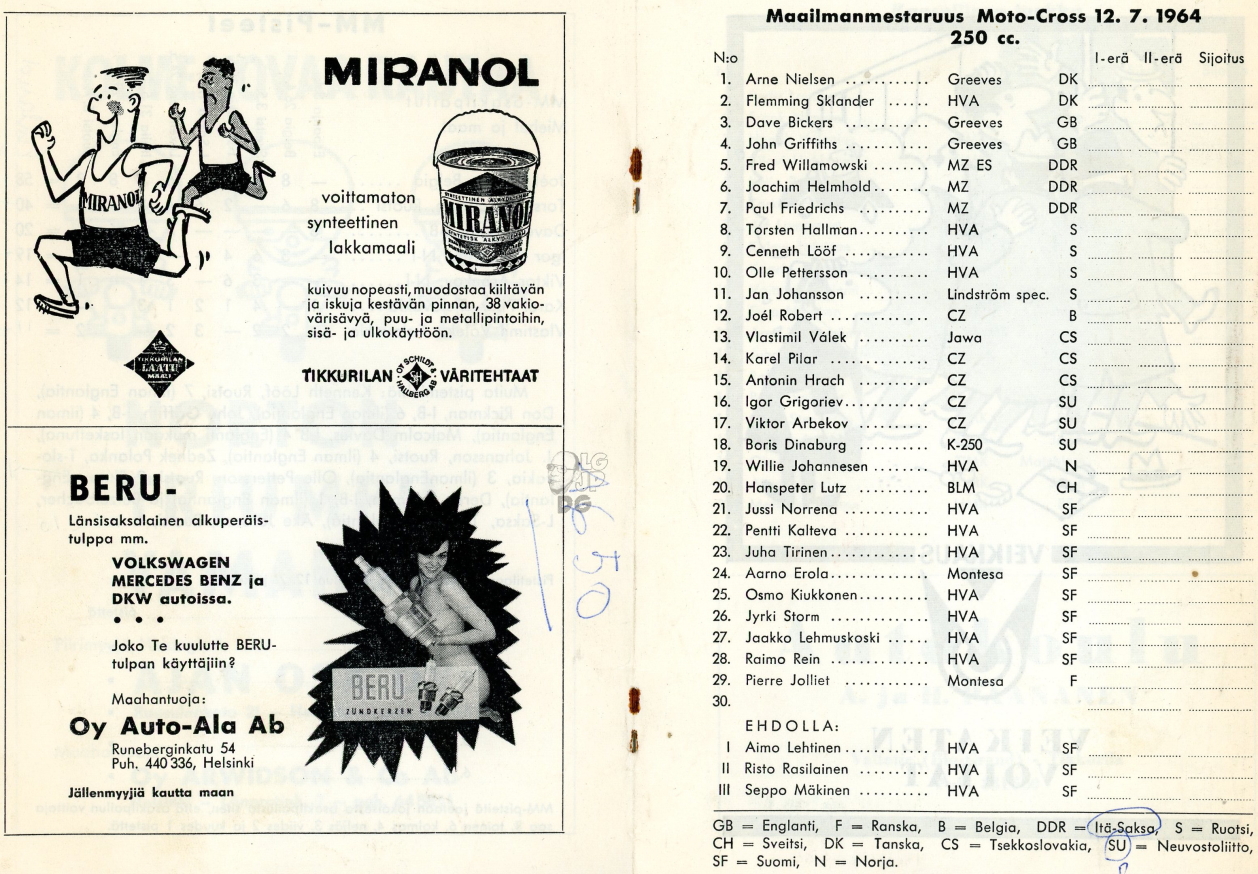 MIRANOL
MIRANOL
MIRANOL
voittamaton
synteettinen
lakkamaali
kuivuu nopeasti, muodostaa kiiltävän
ja iskuja kestävän pinnan, 38 vakio-
värisävyä, puu- ja metallipintoihin,
sisä- ja ulkokäyttöön.
TIKKURILAN
LAATU
MAALI
TIKKURILAN OY SCHILDT & HALLBERG AB VÄRITEHTAAT
BERU-
Länsisaksalainen alkuperäis-
tulppa mm.
VOLKSWAGEN
MERCEDES BENZ ja
DKW autoissa.
• • •
Joko Te kuulutte BERU-
tulpan käyttäjiin?
Maahantuoja:
Oy Auto-Ala Ab
Runeberginkatu 54
Puh. 440 336, Helsinki
Jällenmyyjiä kautta maan
BERU
ZÜNDKERZEN
650
Maailmanmestaruus Moto-Cross 12. 7. 1964
250 cc.
N:o I-erä II-erä Sijoitus
1. Arne Nielsen Greeves DK
2. Flemming Sklander HVA DK
3. Dave Bickers Greeves GB
4. John Griffiths Greeves GB
5. Fred Willamowski MZ ES DDR
6. Joachim Helmhold MZ DDR
7. Paul Friedrichs MZ DDR
8. Torsten Hallman HVA S
9. Cenneth Lööf HVA S
10. Olle Pettersson HVA S
11. Jan Johansson Lindström spec. S
12. Joél Robert CZ B
13. Vlastimil Válek Jawa CS
14. Karel Pilar CZ CS
15. Antonin Hrach CZ CS
16. Igor Grigoriev CZ SU
17. Viktor Arbekov CZ SU
18. Boris Dinaburg K-250 SU
19. Willie Johannesen HVA N
20. Hansper Lutz BLM CH
21. Jussi Norrena HVA SF
22. Pentti Kalteva HVA SF
23. Juha Tirinen HVA SF
24. Aarno Erola Montesa SF
25. Osmo Kiukkonen HVA SF
26. Jyrki Storm HVA SF
27. Jaakko Lehmuskoski HVA SF
28. Raimo Rein HVA SF
29. Pierre Jolliet Montesa F
30.
EHDOLLA:
I Aimo Lehtinen HVA SF
II Risto Rasilainen HVA SF
III Seppo Mäkinen HVA SF
GB = Englanti, F = Ranska, B = Belgia, DDR = Itä-Saksa, S = Ruotsi,
CH = Sveitsi, DK = Tanska, CS = Tsekkoslovakia, SU = Neuvostoliitto,
SF = Suomi, N = Norja.